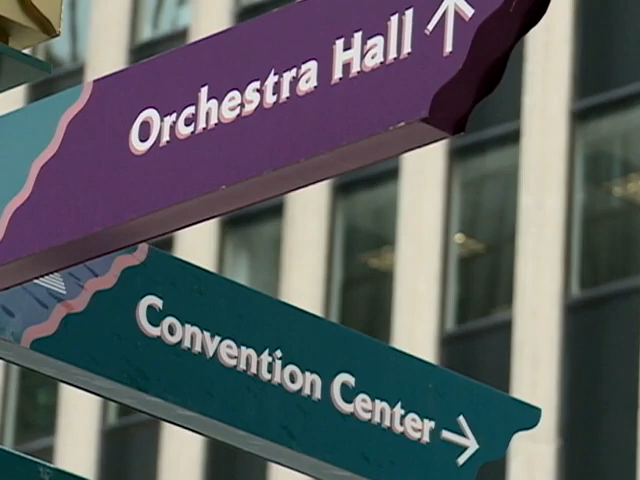 Orchestra Hall ↑
Convention Center →